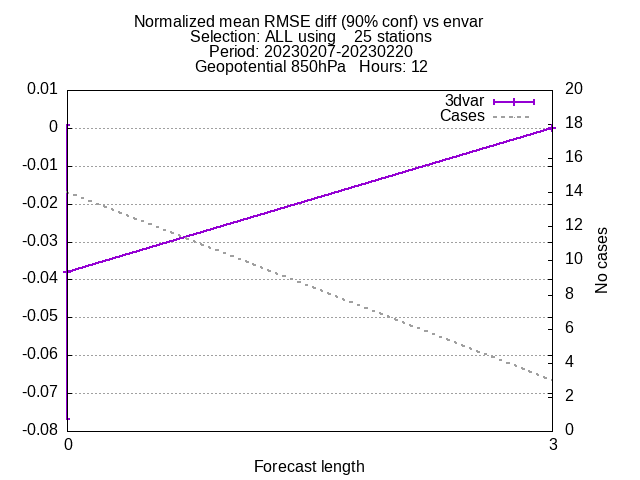 Normalized mean RMSE diff (90% conf) vs envar
Selection: ALL using    25 stations
Period: 20230207-20230220
Geopotential 850hPa   Hours: 12
0.01
0
-0.01
-0.02
-0.03
-0.04
-0.05
-0.06
-0.07
-0.08
3dvar
Cases
20
18
16
14
12
10
8
6
4
2
0
No cases
0
3
Forecast length